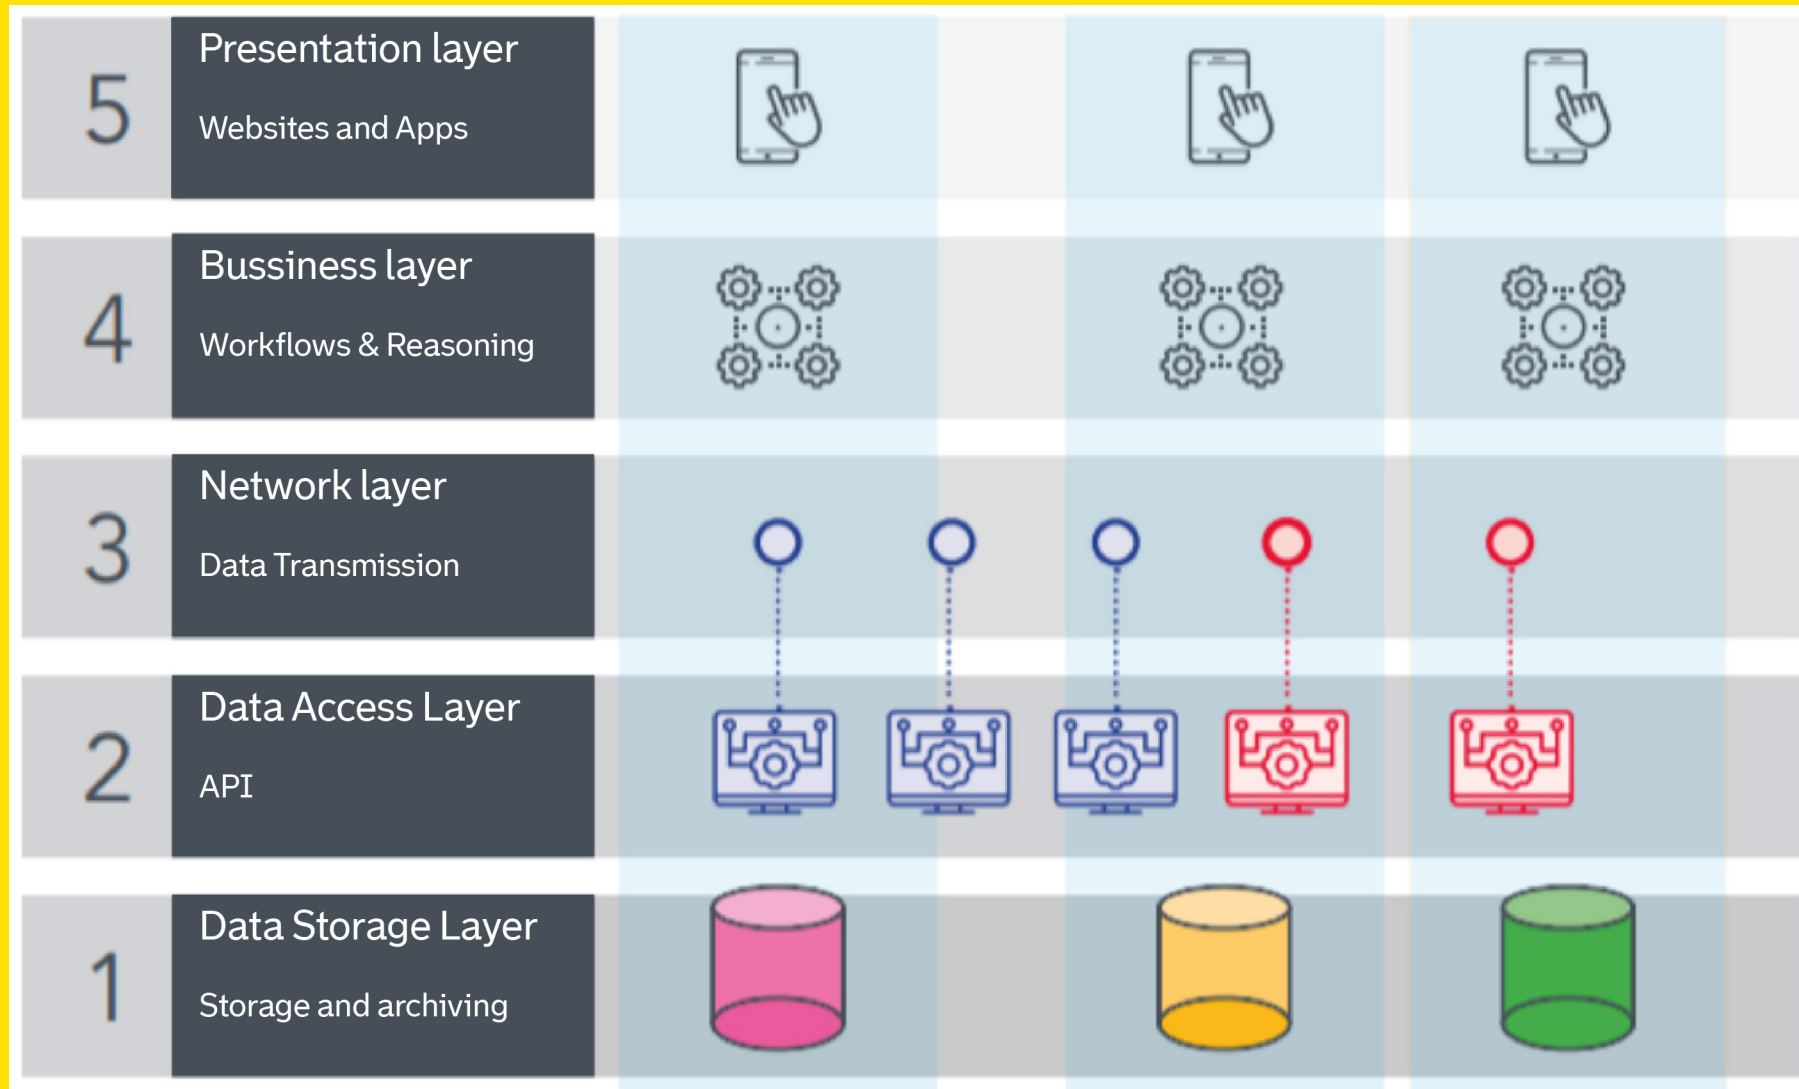 5
Presentation layer
Websites and Apps
4
Bussiness layer
Workflows & Reasoning
3
Network layer
Data Transmission
2
Data Access Layer
API
1
Data Storage Layer
Storage and archiving